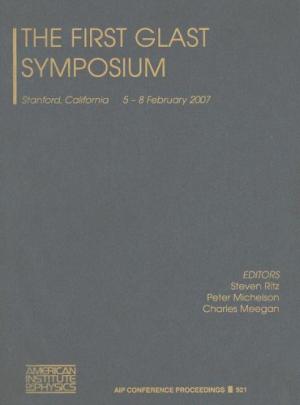 THE FIRST GLAST
SYMPOSIUM
Stanford, California 5 – 8 February 2007
EDITORS
Steven Ritz
Peter Michelson
Charles Meegan
AMERICAN
INSTITUTE
OF PHYSICS
AIP CONFERENCE PROCEEDINGS 921